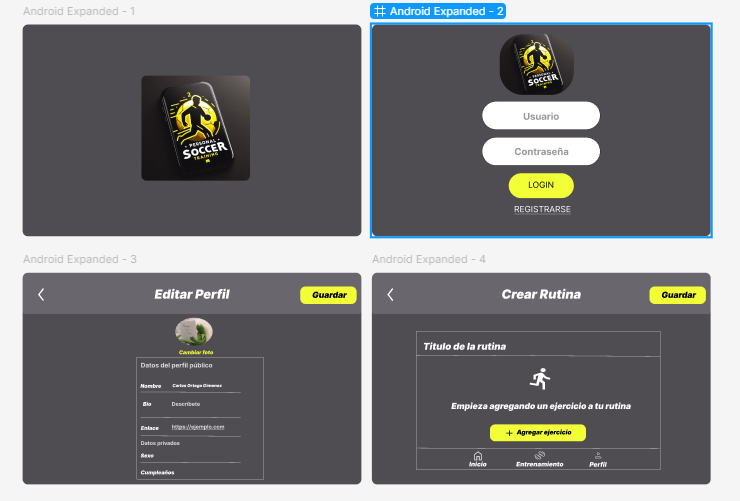 Android Expanded - 1
PERSONAL
SOCCER
TRAINING
Android Expanded - 2
PERSONAL
SOCCER
TRAINING
Usuario
Contraseña
LOGIN
REGISTRARSE
Android Expanded - 3
Editar Perfil
Guardar
Cambiar foto
Datos del perfil público
Nombre Carlos Ortega Gimenez
Bio Descríbete
Enlace https://ejemplo.com
Datos privados
Sexo
Cumpleaños
Android Expanded - 4
Crear Rutina
Guardar
Titulo de la rutina
Empieza agregando un ejercicio a tu rutina
+ Agregar ejercicio
Inicio Entrenamiento Perfil